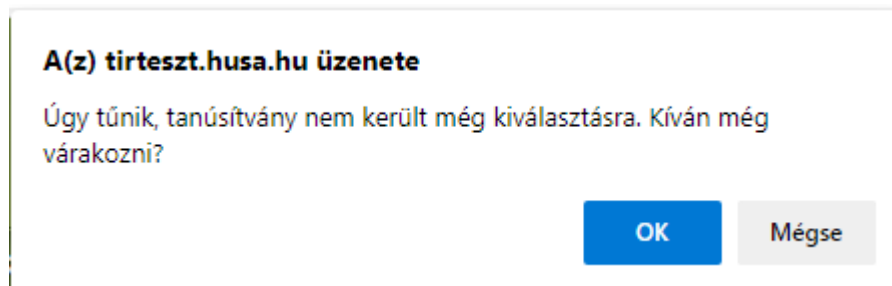 A(z) tirteszt.husa.hu üzenete
Úgy tűnik, tanúsítvány nem került még kiválasztásra. Kíván még
várakozni?
OK Mégse